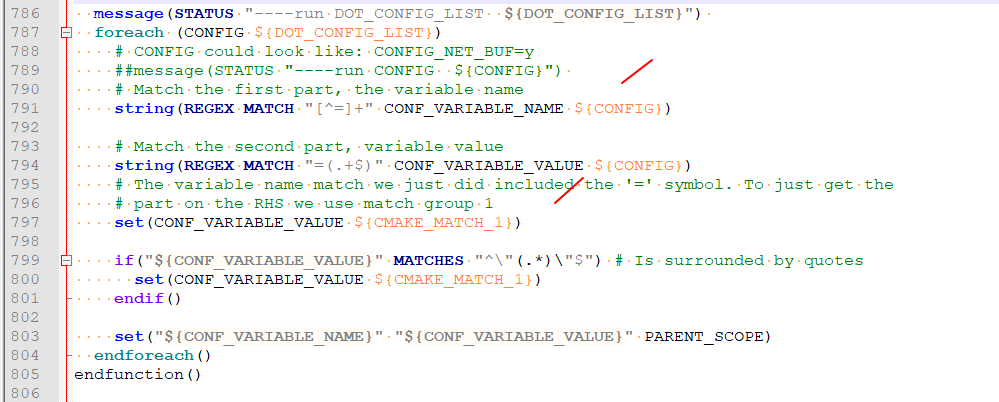 786 message(STATUS "----run DOT_CONFIG_LIST  ${DOT_CONFIG_LIST}")
787 foreach (CONFIG ${DOT_CONFIG_LIST})
788 # CONFIG could look like: CONFIG_NET_BUF=y
789 ##message(STATUS "----run CONFIG  ${CONFIG}")
790 # Match the first part, the variable name
791 string(REGEX MATCH "[^=]+" CONF_VARIABLE_NAME ${CONFIG})
792
793 # Match the second part, variable value
794 string(REGEX MATCH "=(.+$)" CONF_VARIABLE_VALUE ${CONFIG})
795 # The variable name match we just did included the '=' symbol. To just get the
796 # part on the RHS we use match group 1
797 set(CONF_VARIABLE_VALUE ${CMAKE_MATCH_1})
798
799 if("${CONF_VARIABLE_VALUE}" MATCHES "^\"(.*)\"$") # Is surrounded by quotes
800 set(CONF_VARIABLE_VALUE ${CMAKE_MATCH_1})
801 endif()
802
803 set("${CONF_VARIABLE_NAME}" "${CONF_VARIABLE_VALUE}" PARENT_SCOPE)
804 endforeach()
805 endfunction()
806